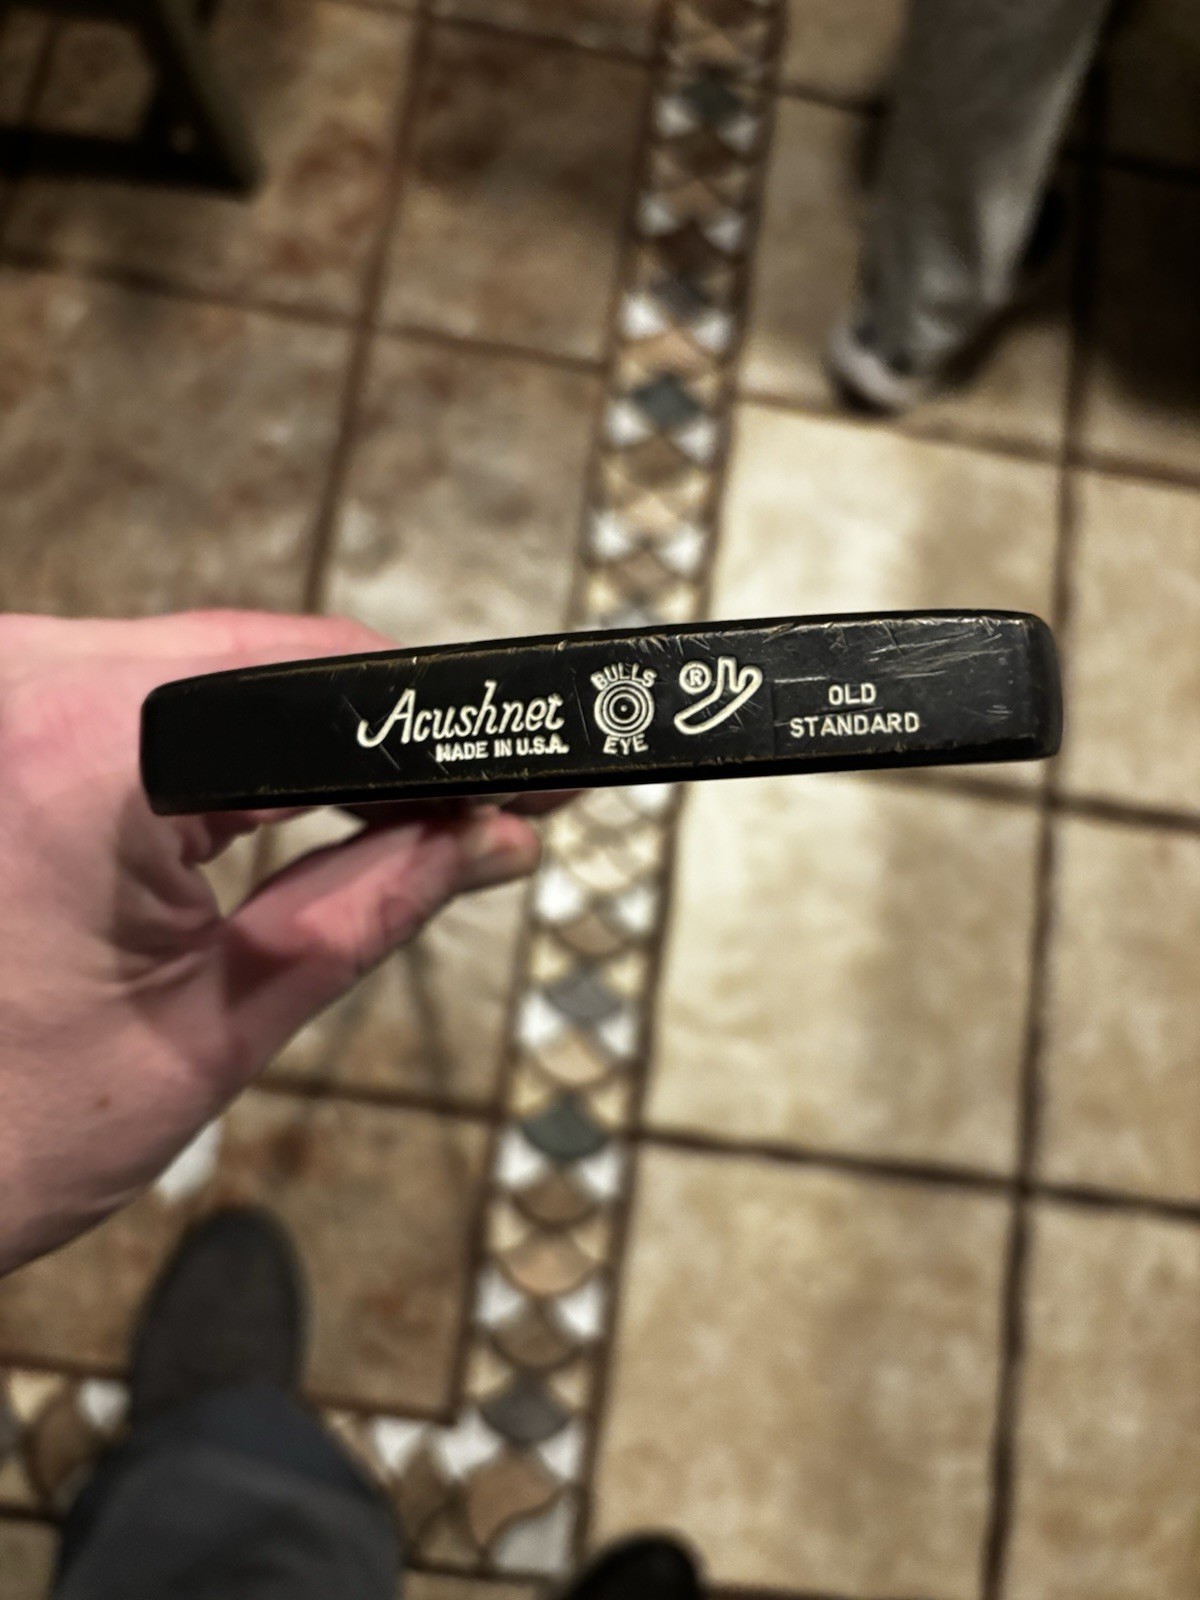 Acushnet
MADE IN U.S.A.
BULLS
EYE
®
OLD
STANDARD